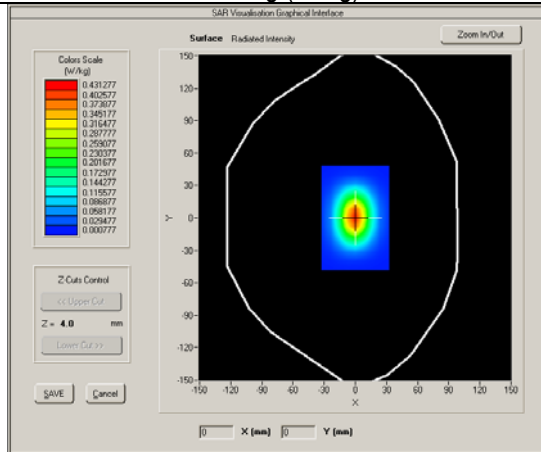 SAR Visualisation Graphical Interface
Surface Radiated Intensity
Zoom In/Out
Colors Scale
(W/kg)
0.431277
0.402577
0.373877
0.345177
0.316477
0.287777
0.259077
0.230377
0.201677
0.172977
0.144277
0.115577
0.086877
0.058177
0.029477
0.000777
Z-Cuts Control
<< Upper Cut
Z = 4.0 mm
Lower Cut >>
SAVE Cancel
150
120
90
60
30
0
-30
-60
-90
-120
-150
Y
-150 -120 -90 -60 -30 0 30 60 90 120 150
X
0 X (mm) 0 Y (mm)